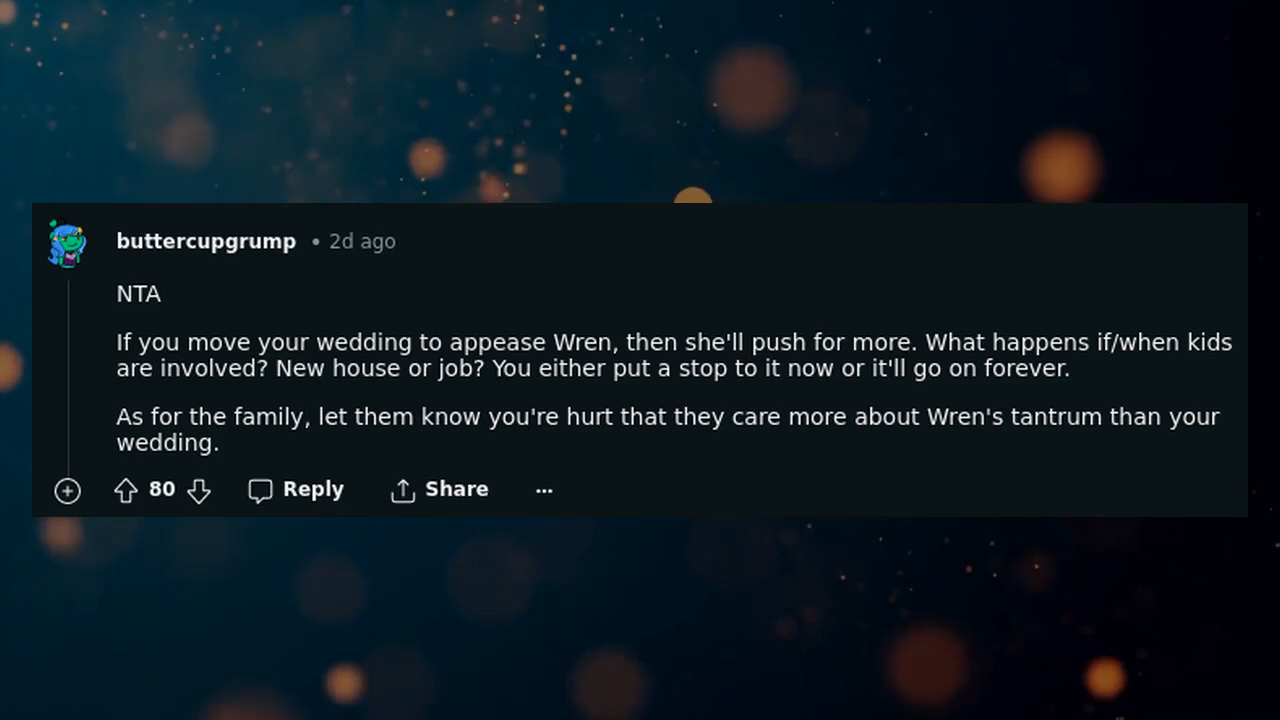 buttercupgrump • 2d ago
NTA
If you move your wedding to appease Wren, then she'll push for more. What happens if/when kids
are involved? New house or job? You either put a stop to it now or it'll go on forever.
As for the family, let them know you're hurt that they care more about Wren's tantrum than your
wedding.
80 Reply Share ...